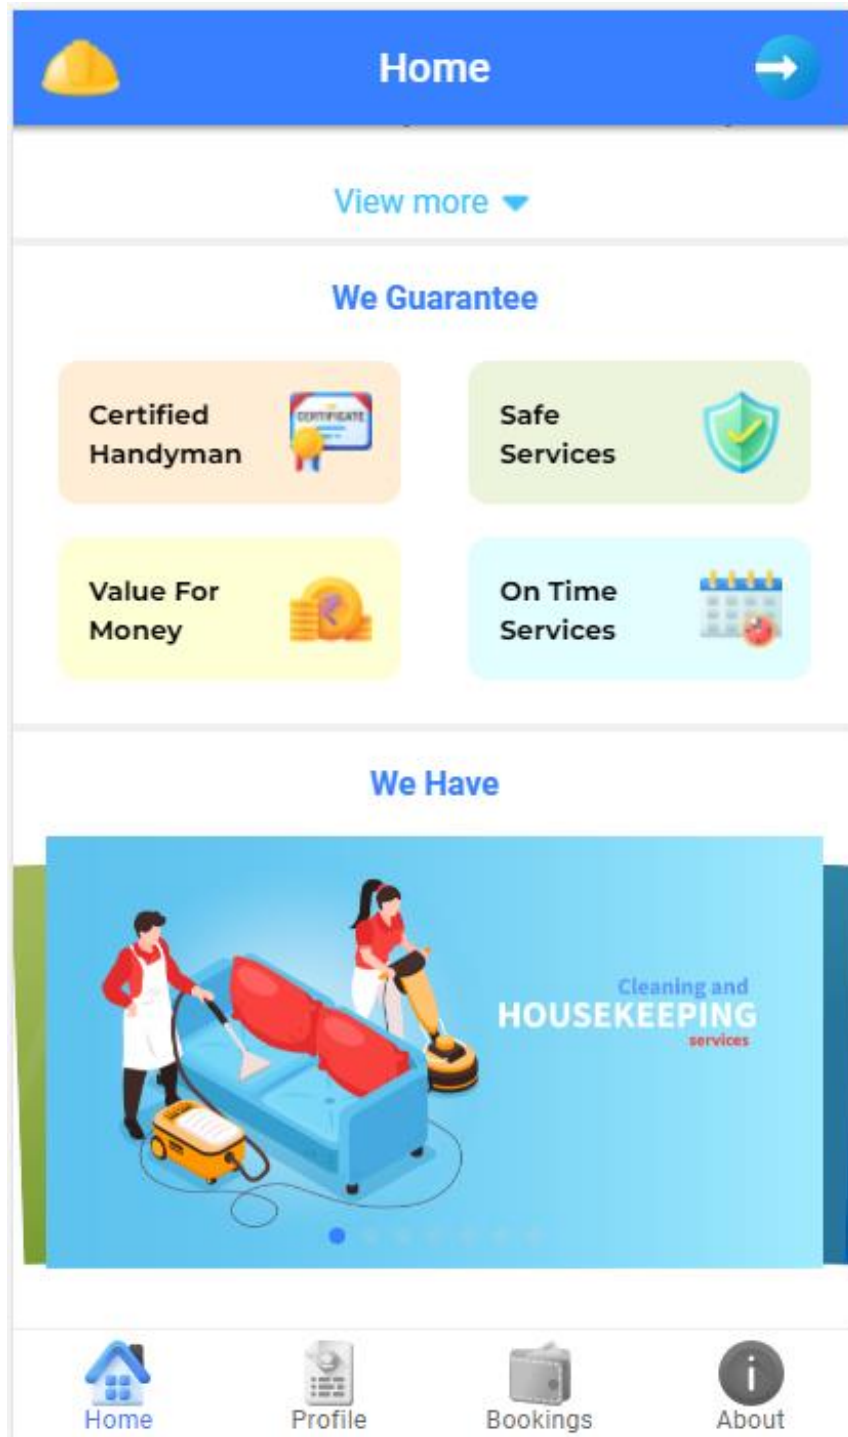 Home
View more
We Guarantee
Certified
Handyman
CERTIFICATE
Safe
Services
Value For
Money
₹
On Time
Services
We Have
Cleaning and
HOUSEKEEPING
services
Home
Profile
Bookings
About